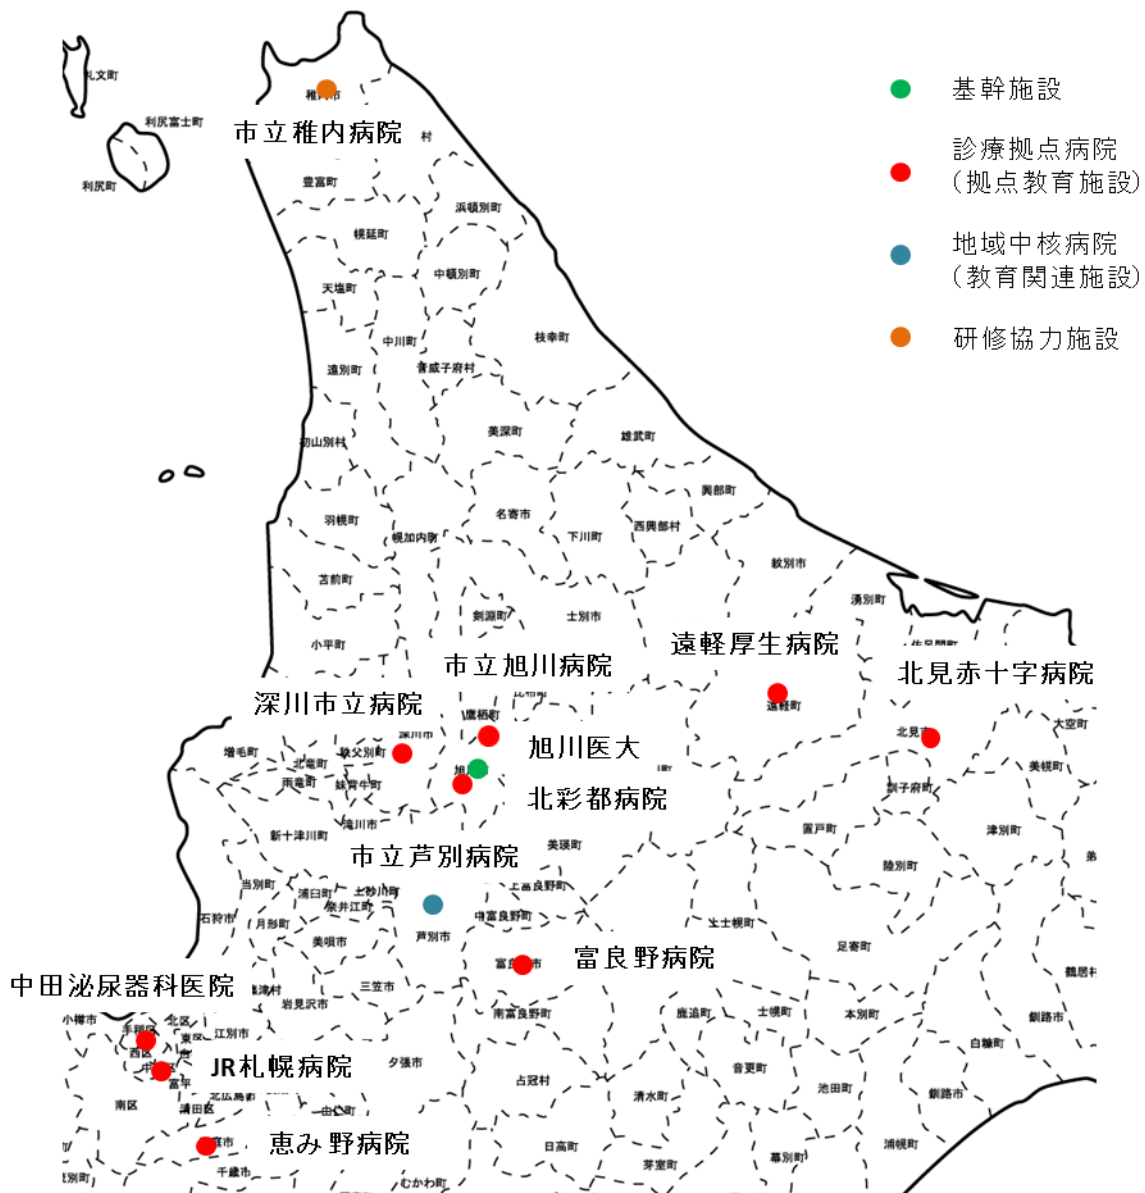 礼文町
利尻富士町
利尻町
市立稚内病院
村
豊富町
浜頓別町
幌延町
中頓別町
天塩町
枝幸町
中川町
音威子府村
遠別町
美深町
雄武町
初山別村
興部町
名寄市
西興部村
羽幌町
下川町
幌加内町
紋別市
苫前町
湧別町
剣淵町
士別市
小平町
基幹施設
診療拠点病院
(拠点教育施設)
地域中核病院
(教育関連施設)
研修協力施設
遠軽厚生病院
市立旭川病院
北見赤十字病院
深川市立病院
遠軽町
鷹栖町
大空町
深川市
旭川医大
増毛町
秩父別町
北竜町
美幌町
雨竜町
妹背牛町
訓子府町
北彩都病院
滝川市
新十津川町
置戸町
津別町
美瑛町
市立芦別病院
陸別町
当別町
浦臼町
上砂川町
上富良野町
奈井江町
石狩市
月形町
中富良野町
上士幌町
芦別市
美唄市
足寄町
富良野病院
鶴居村
中田泌尿器科医院
三笠市
岩見沢市
南富良野町
鹿追町
士幌町
本別町
釧路市
小樽市
手稲区
北区
東区
江別市
西区
白糠町
JR札幌病院
夕張市
音更町
占冠村
池田町
釧路市
清水町
南区
清田区
恵み野病院
日高町
浦幌町
千歳市
芽室町
幕別町
むかわ町